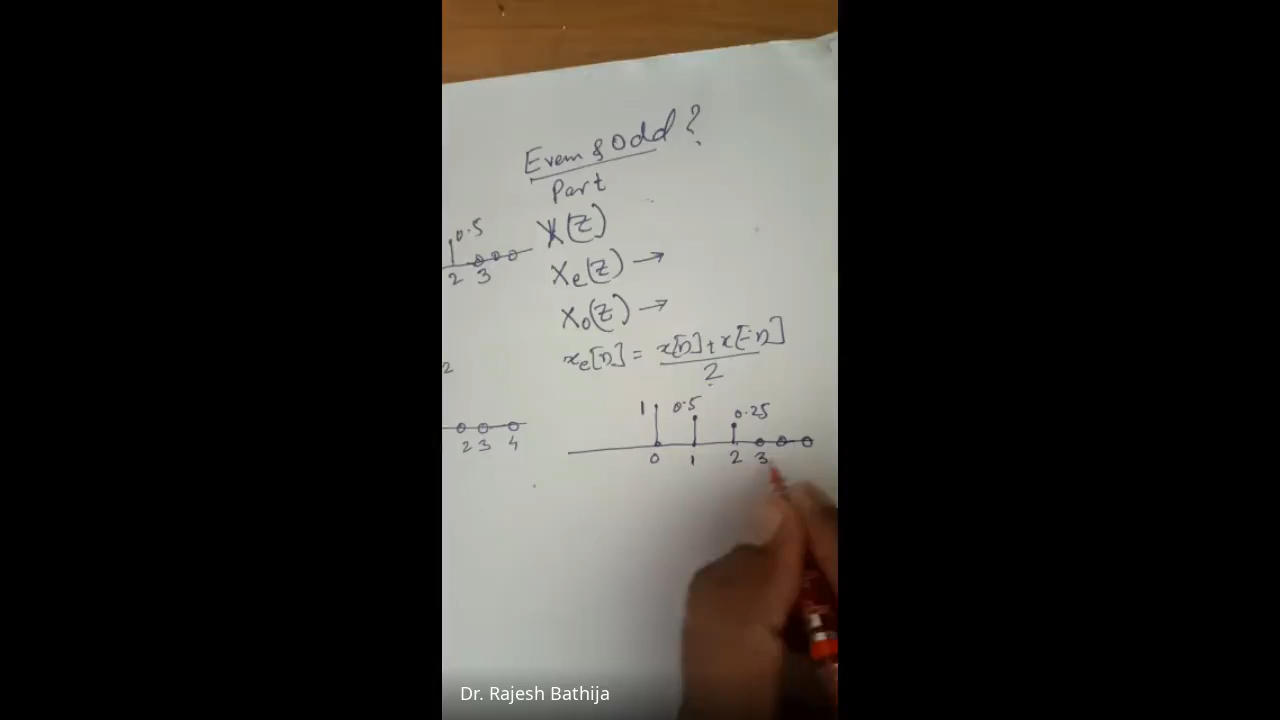 Even & Odd ?
Part
X(z)
0.5
2 3
Xe(z) →
Xo(z) →
xe[n] = x[n] + x[-n]
2
2
1 0.5 0.25
2 3 4
0 1 2 3
Dr. Rajesh Bathija